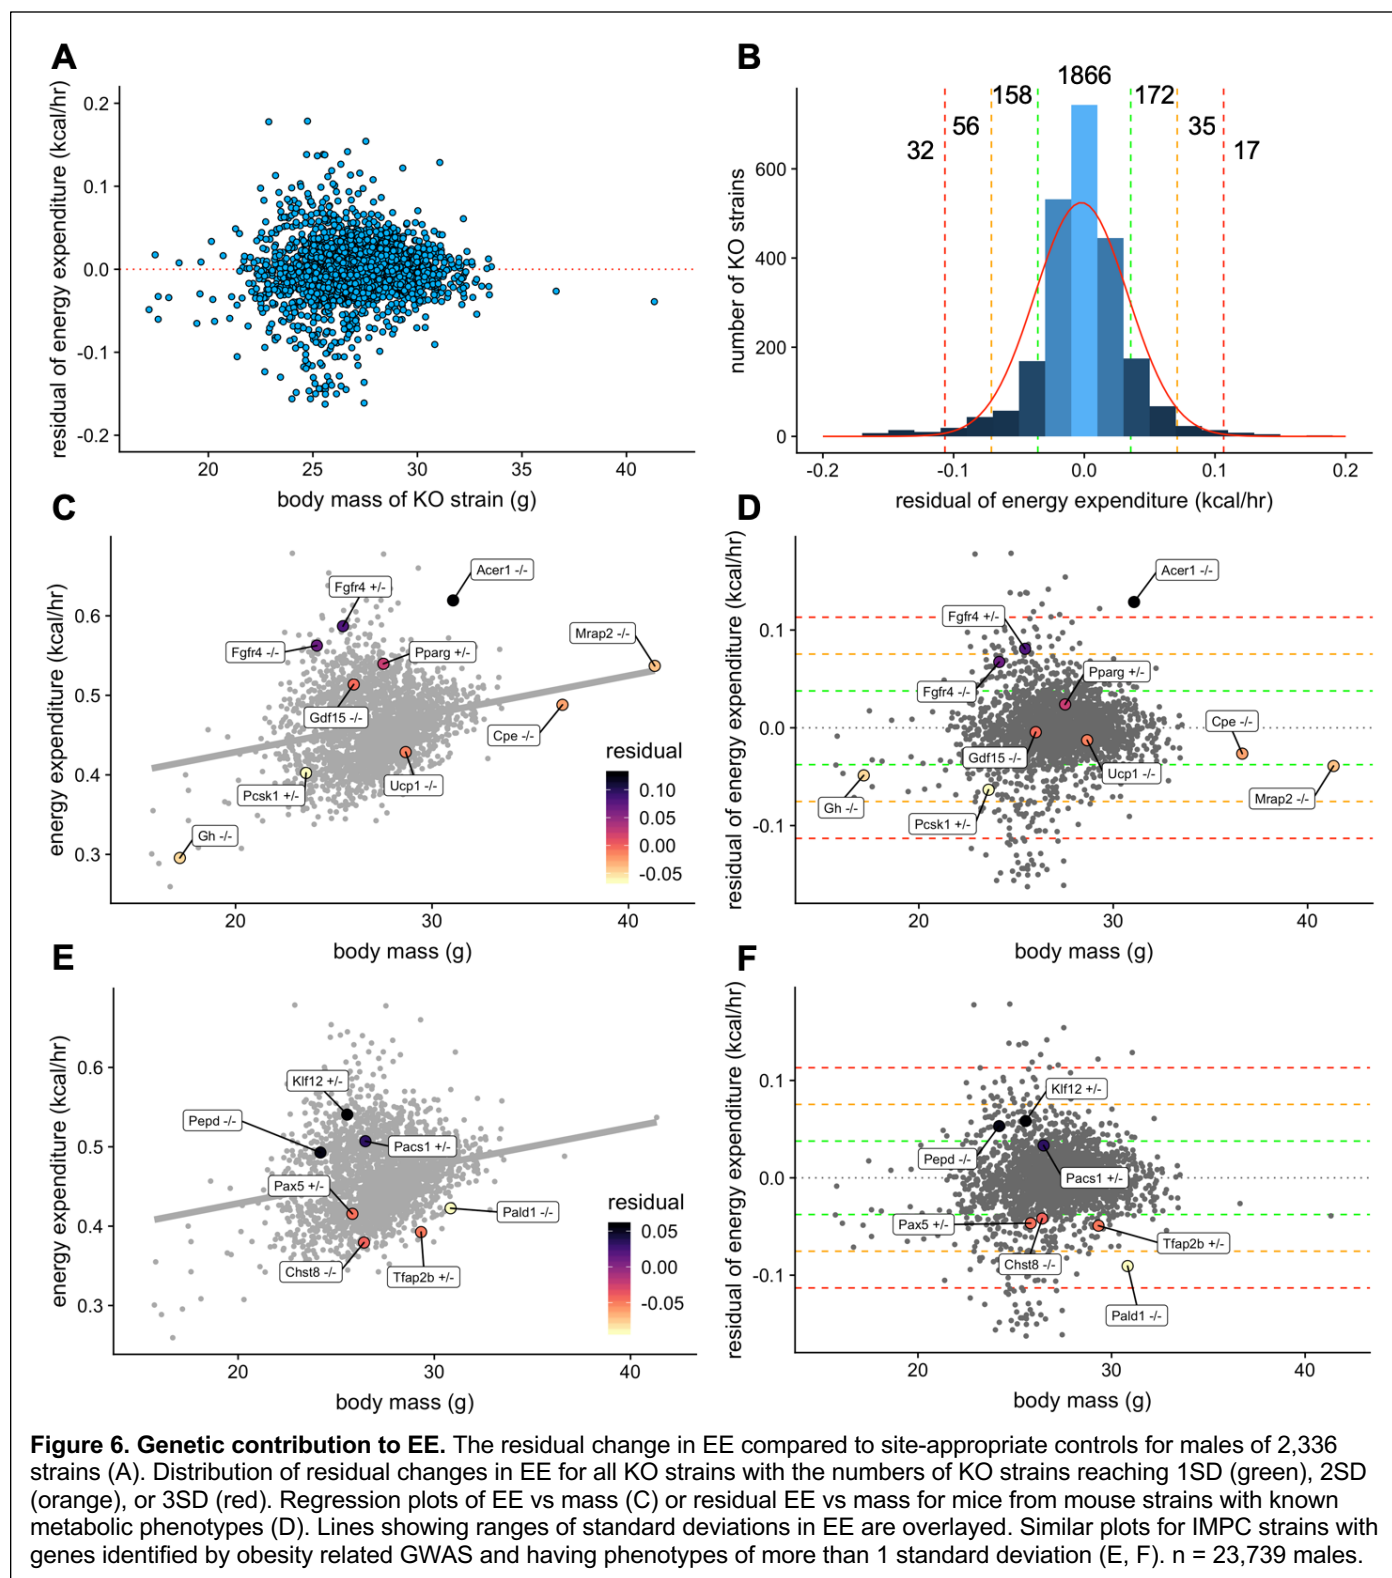 A
residual of energy expenditure (kcal/hr)
0.2
0.1
0.0
-0.1
-0.2
20 25 30 35 40
body mass of KO strain (g)
B
number of KO strains
600
400
200
0
32 56 158 1866 172 35 17
-0.2 -0.1 0.0 0.1 0.2
residual of energy expenditure (kcal/hr)
C
energy expenditure (kcal/hr)
0.6
0.5
0.4
0.3
Acer1 -/-
Fgfr4 +/-
Mrap2 -/-
Fgfr4 -/-
Pparg +/-
Gdf15 -/-
Cpe -/-
Ucp1 -/-
Pcsk1 +/-
Gh -/-
residual
0.10
0.05
0.00
-0.05
20 30 40
body mass (g)
D
residual of energy expenditure (kcal/hr)
0.1
0.0
-0.1
Acer1 -/-
Fgfr4 +/-
Pparg +/-
Fgfr4 -/-
Cpe -/-
Gdf15 -/-
Ucp1 -/-
Gh -/-
Mrap2 -/-
Pcsk1 +/-
20 30 40
body mass (g)
E
energy expenditure (kcal/hr)
0.6
0.5
0.4
0.3
Klf12 +/-
Pepd -/-
Pacs1 +/-
Pax5 +/-
Pald1 -/-
Chst8 -/-
Tfap2b +/-
residual
0.05
0.00
-0.05
20 30 40
body mass (g)
F
residual of energy expenditure (kcal/hr)
0.1
0.0
-0.1
Klf12 +/-
Pepd -/-
Pacs1 +/-
Pax5 +/-
Tfap2b +/-
Chst8 -/-
Pald1 -/-
20 30 40
body mass (g)
Figure 6. Genetic contribution to EE. The residual change in EE compared to site-appropriate controls for males of 2,336
strains (A). Distribution of residual changes in EE for all KO strains with the numbers of KO strains reaching 1SD (green), 2SD
(orange), or 3SD (red). Regression plots of EE vs mass (C) or residual EE vs mass for mice from mouse strains with known
metabolic phenotypes (D). Lines showing ranges of standard deviations in EE are overlayed. Similar plots for IMPC strains with
genes identified by obesity related GWAS and having phenotypes of more than 1 standard deviation (E, F). n = 23,739 males.